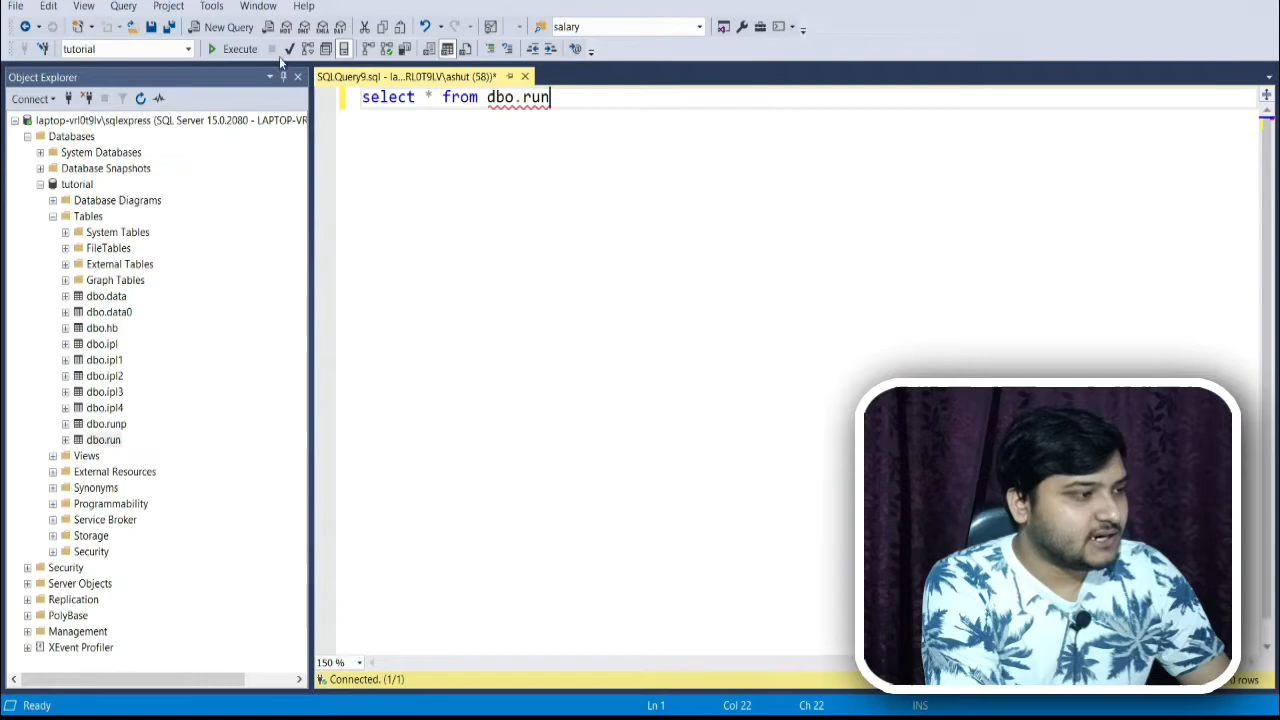 File Edit View Query Project Tools Window Help
New Query
salary
tutorial
Execute
Object Explorer
SQLQuery9.sql - la...RL0T9LV\ashut (58))*
Connect
select * from dbo.run
laptop-vrl0t9lv\sqlexpress (SQL Server 15.0.2080 - LAPTOP-VR
Databases
System Databases
Database Snapshots
tutorial
Database Diagrams
Tables
System Tables
FileTables
External Tables
Graph Tables
dbo.data
dbo.data0
dbo.hb
dbo.ipl
dbo.ipl1
dbo.ipl2
dbo.ipl3
dbo.ipl4
dbo.runp
dbo.run
Views
External Resources
Synonyms
Programmability
Service Broker
Storage
Security
Security
Server Objects
Replication
PolyBase
Management
XEvent Profiler
150 %
Connected. (1/1)
0 rows
Ready
Ln 1
Col 22
Ch 22
INS